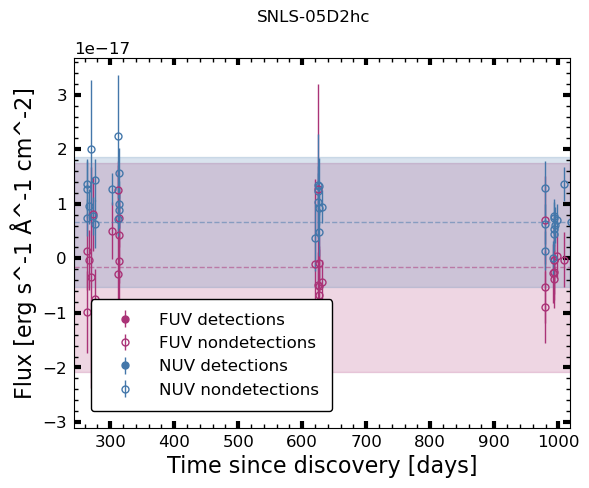 SNLS-05D2hc
1e−17
3
2
1
0
−1
−2
−3
Flux [erg s^-1 Å^-1 cm^-2]
FUV detections
FUV nondetections
NUV detections
NUV nondetections
300 400 500 600 700 800 900 1000
Time since discovery [days]